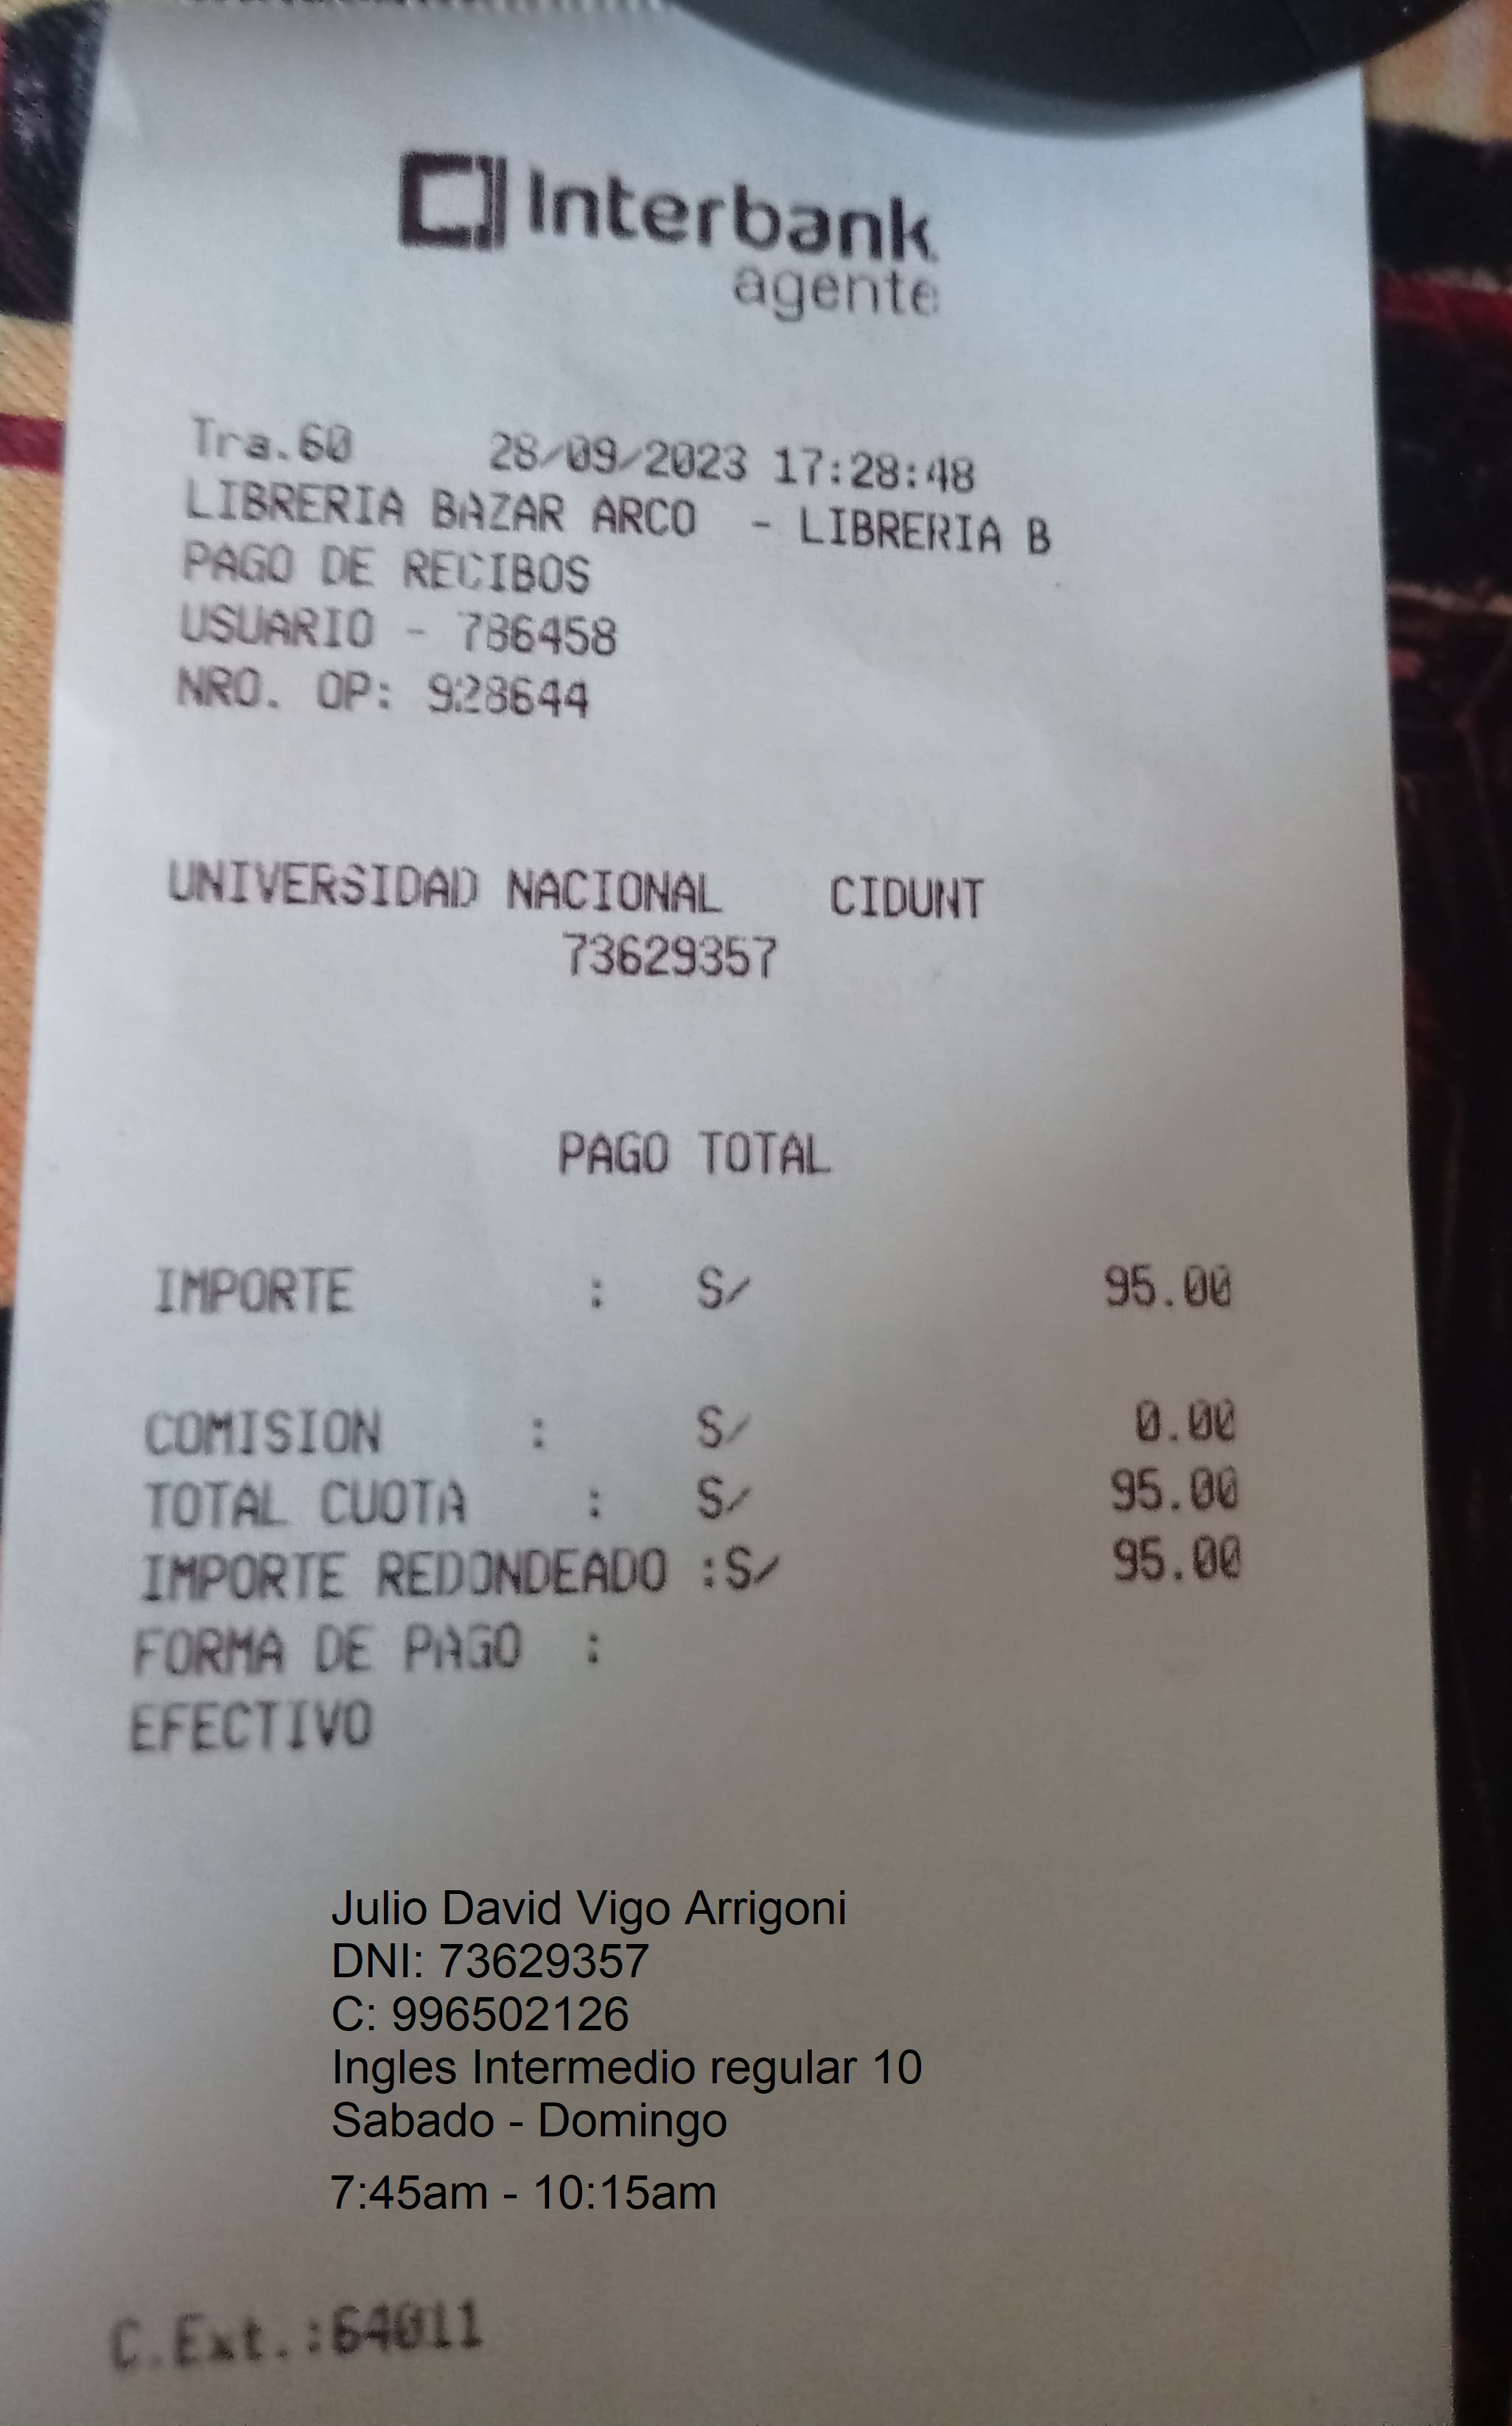 Interbank
agente
Tra.60 28/09/2023 17:28:48
LIBRERIA BAZAR ARCO - LIBRERIA B
PAGO DE RECIBOS
USUARIO - 786458
NRO. OP: 928644
UNIVERSIDAD NACIONAL CIDUNT
73629357
PAGO TOTAL
IMPORTE : S/ 95.00
COMISION : S/ 0.00
TOTAL CUOTA : S/ 95.00
IMPORTE REDONDEADO :S/ 95.00
FORMA DE PAGO :
EFECTIVO
Julio David Vigo Arrigoni
DNI: 73629357
C: 996502126
Ingles Intermedio regular 10
Sabado - Domingo
7:45am - 10:15am
C.Ext.:64011